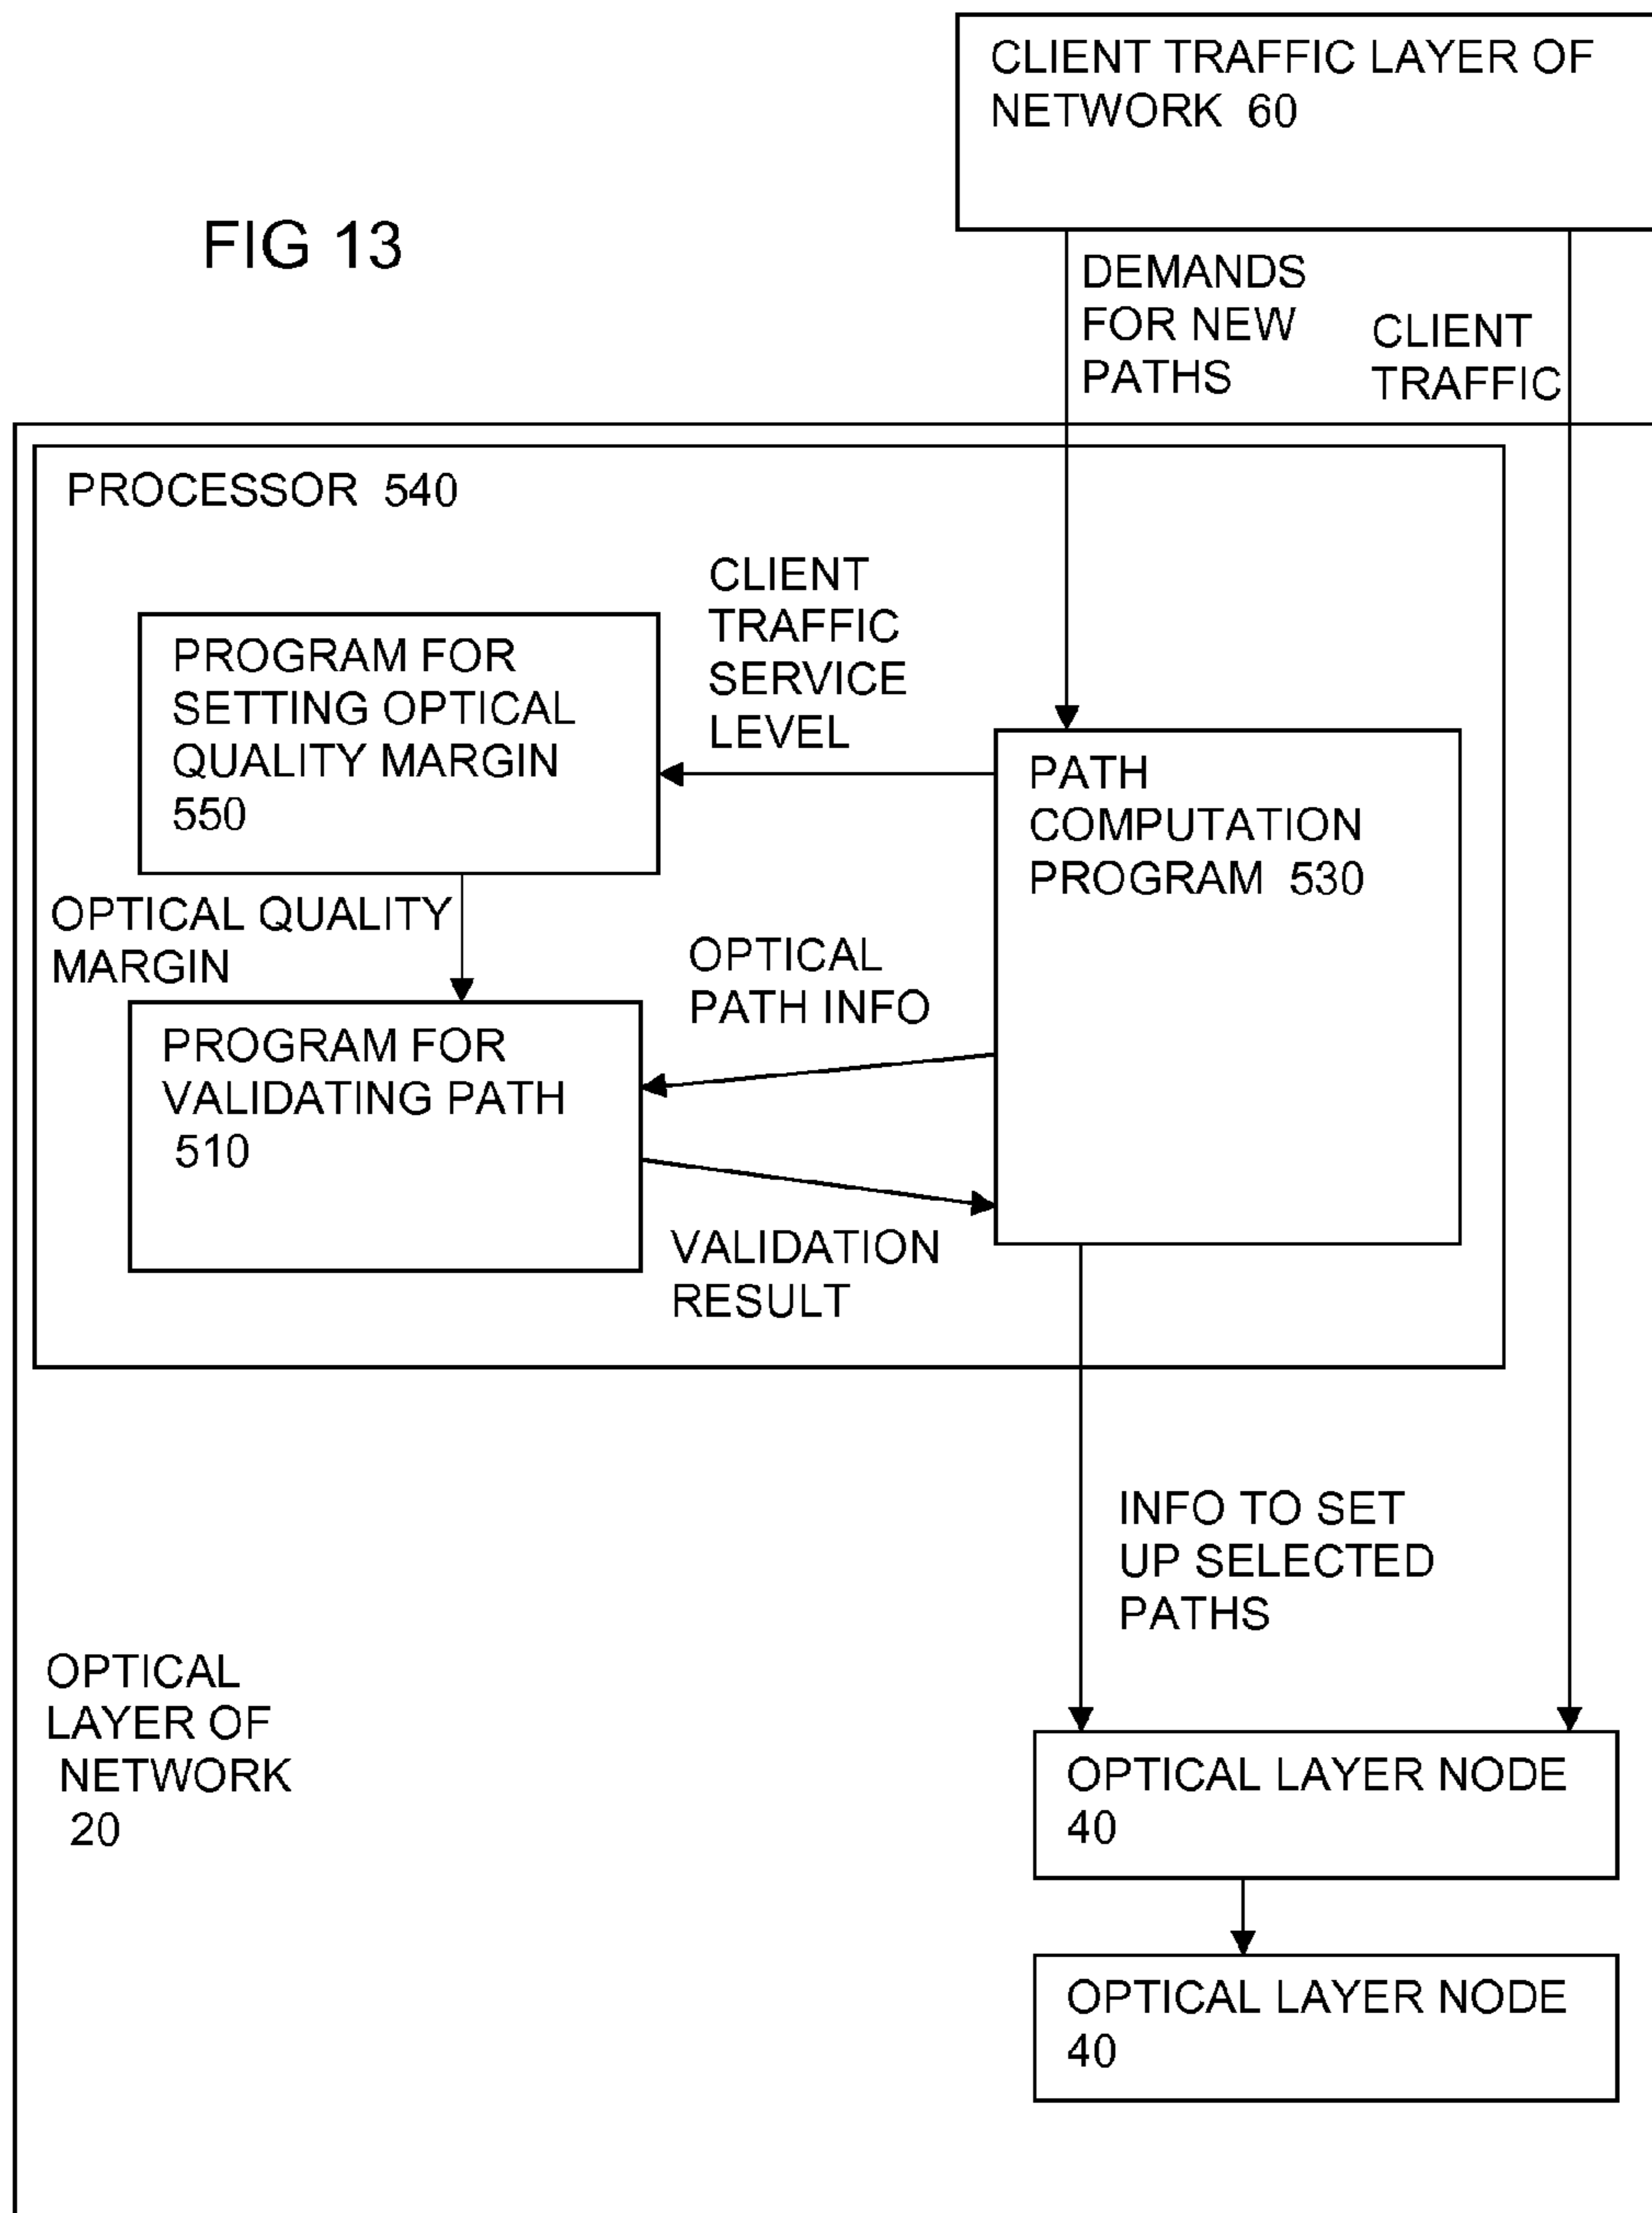 CLIENT TRAFFIC LAYER OF
NETWORK 60
FIG 13
DEMANDS
FOR NEW
PATHS
CLIENT
TRAFFIC
PROCESSOR 540
CLIENT
TRAFFIC
SERVICE
LEVEL
PROGRAM FOR
SETTING OPTICAL
QUALITY MARGIN
550
PATH
COMPUTATION
PROGRAM 530
OPTICAL QUALITY
MARGIN
OPTICAL
PATH INFO
PROGRAM FOR
VALIDATING PATH
510
VALIDATION
RESULT
INFO TO SET
UP SELECTED
PATHS
OPTICAL
LAYER OF
NETWORK
20
OPTICAL LAYER NODE
40
OPTICAL LAYER NODE
40